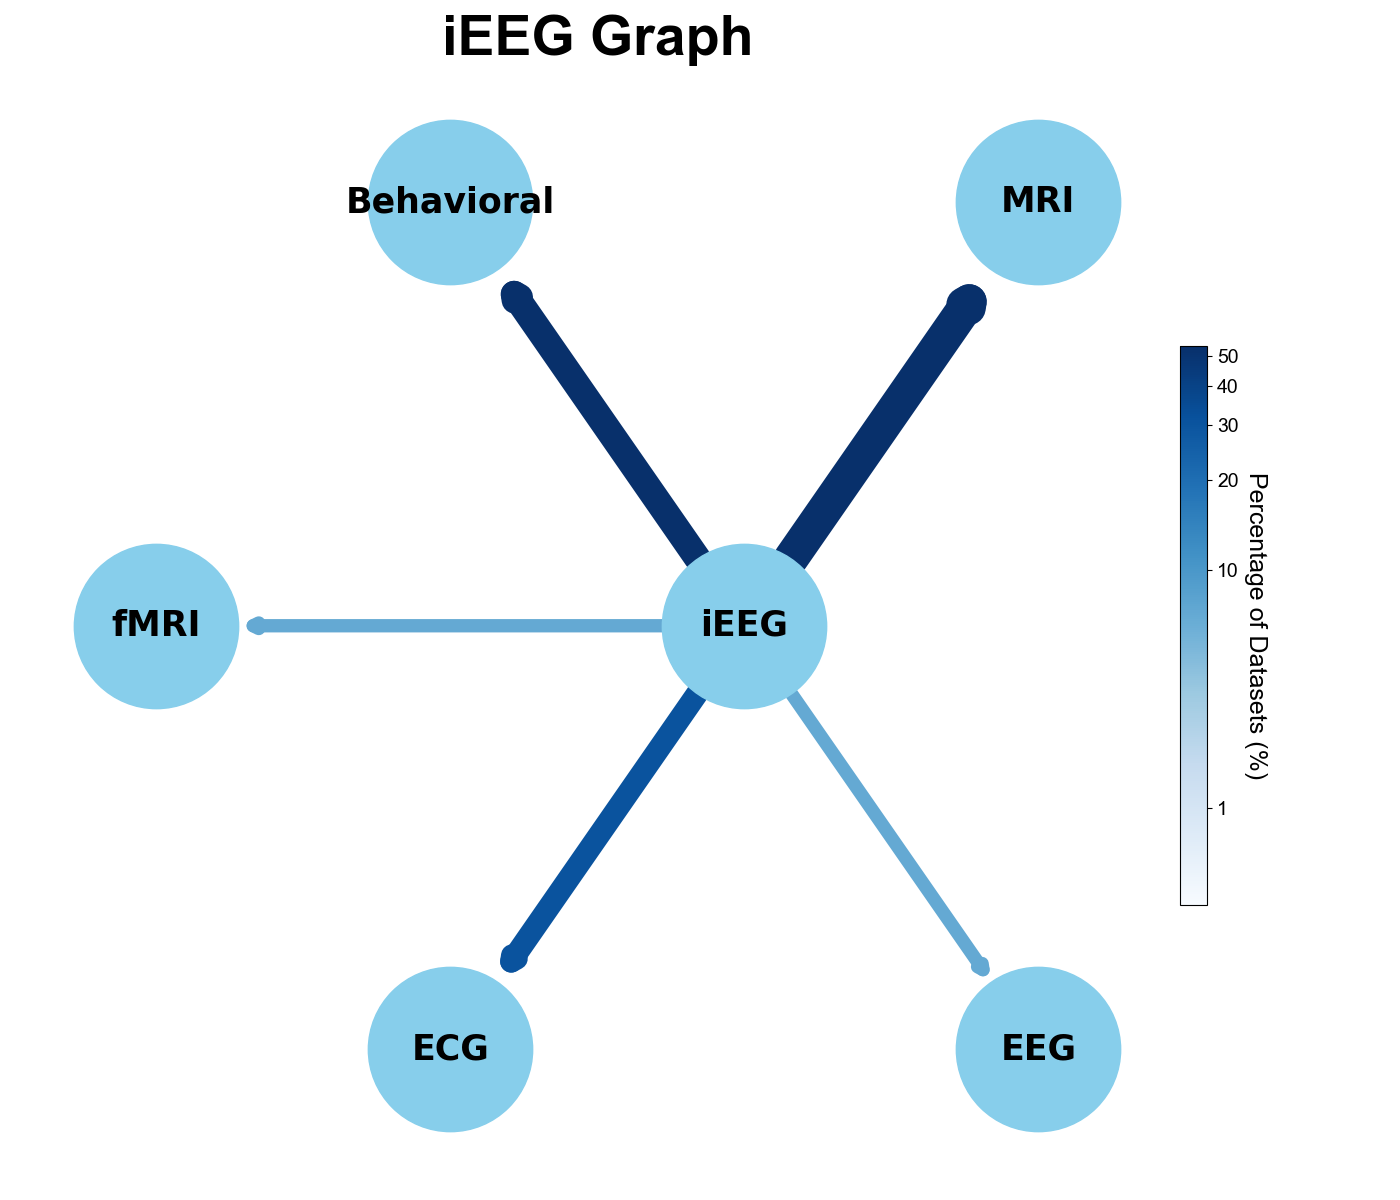 iEEG Graph
Behavioral
MRI
50
40
30
20
10
1
Percentage of Datasets (%)
fMRI
iEEG
ECG
EEG